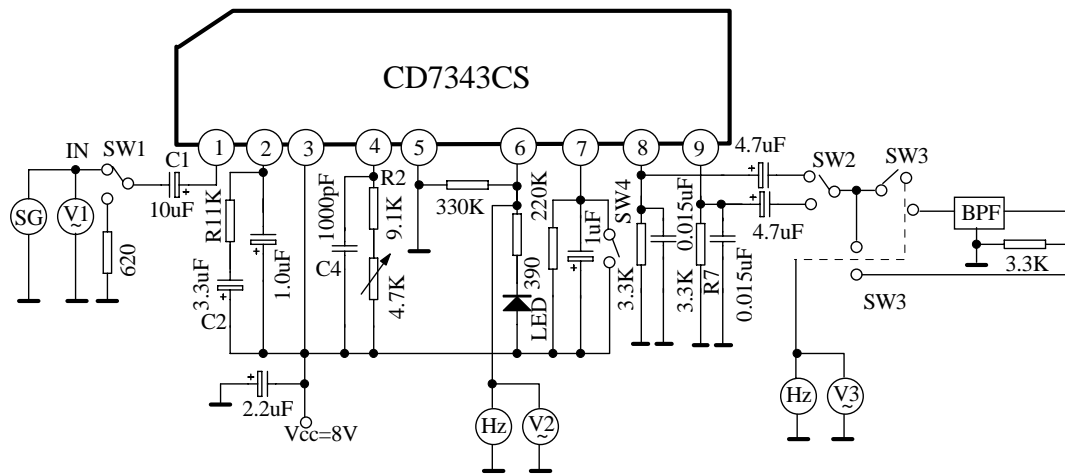 CD7343CS
1 2 3 4 5 6 7 8 9
IN
SW1
C1
10uF
SG
V1
~
620
R11K
3.3uF
C2
1.0uF
2.2uF
Vcc=8V
1000pF
C4
R2
9.1K
4.7K
330K
390
LED
220K
1uF
SW4
3.3K
0.015uF
3.3K
R7
0.015uF
4.7uF
4.7uF
SW2
SW3
SW3
BPF
3.3K
Hz
V2
~
Hz
V3
~